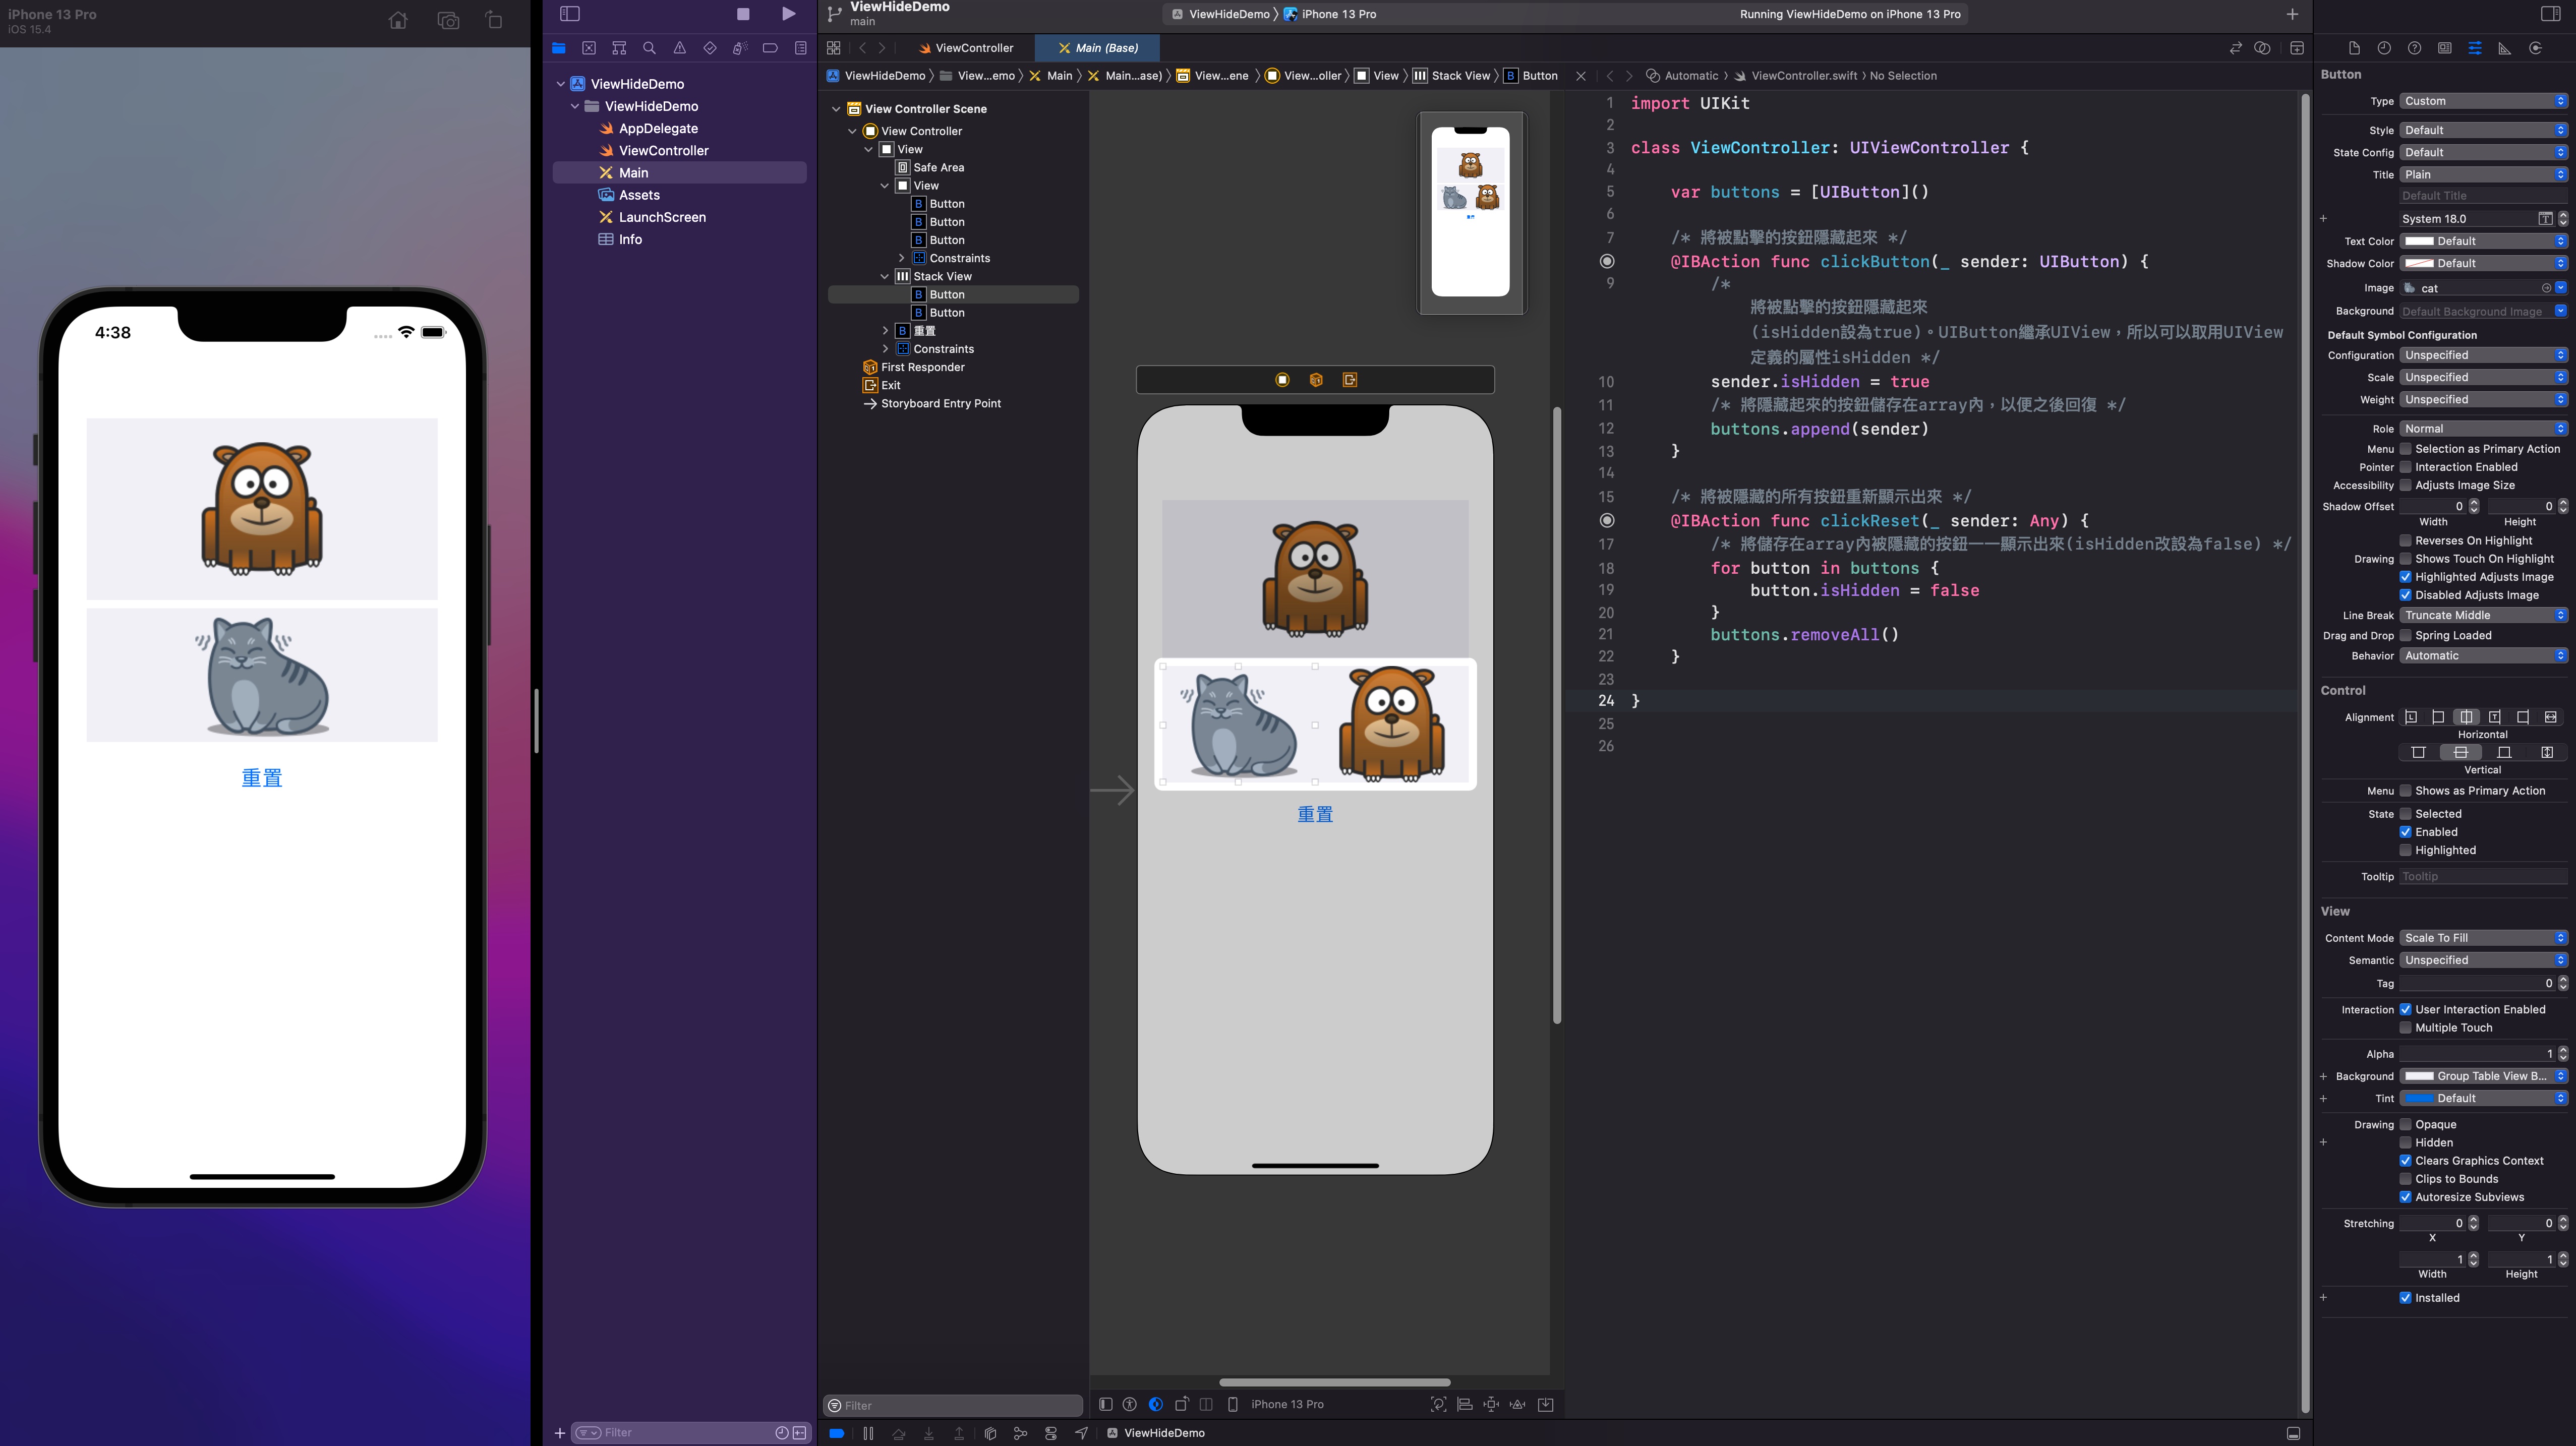 iPhone 13 Pro
iOS 15.4
4:38
重置
ViewHideDemo
ViewHideDemo
AppDelegate
ViewController
Main
Assets
LaunchScreen
Info
Filter
ViewHideDemo
main
ViewHideDemo 〉 iPhone 13 Pro
Running ViewHideDemo on iPhone 13 Pro
ViewController
Main (Base)
ViewHideDemo 〉 View...emo 〉 Main 〉 Main...ase) 〉 View...ene 〉 View...oller 〉 View 〉 Stack View 〉 B Button
Automatic 〉 ViewController.swift 〉 No Selection
View Controller Scene
View Controller
View
Safe Area
View
B Button
B Button
B Button
Constraints
Stack View
B Button
B Button
B 重置
Constraints
First Responder
Exit
Storyboard Entry Point
Filter
重置
iPhone 13 Pro
ViewHideDemo
1 import UIKit
2
3 class ViewController: UIViewController {
4
5 var buttons = [UIButton]()
6
7 /* 將被點擊的按鈕隱藏起來 */
@IBAction func clickButton(_ sender: UIButton) {
9 /*
將被點擊的按鈕隱藏起來
(isHidden設為true)。UIButton繼承UIView，所以可以取用UIView
定義的屬性isHidden */
10 sender.isHidden = true
11 /* 將隱藏起來的按鈕儲存在array內，以便之後回復 */
12 buttons.append(sender)
13 }
14
15 /* 將被隱藏的所有按鈕重新顯示出來 */
@IBAction func clickReset(_ sender: Any) {
17 /* 將儲存在array內被隱藏的按鈕一一顯示出來(isHidden改設為false) */
18 for button in buttons {
19 button.isHidden = false
20 }
21 buttons.removeAll()
22 }
23
24 }
25
26
Button
Type Custom
Style Default
State Config Default
Title Plain
Default Title
+ System 18.0 T
Text Color Default
Shadow Color Default
Image cat
Background Default Background Image
Default Symbol Configuration
Configuration Unspecified
Scale Unspecified
Weight Unspecified
Role Normal
Menu Selection as Primary Action
Pointer Interaction Enabled
Accessibility Adjusts Image Size
Shadow Offset 0 0
Width Height
Reverses On Highlight
Drawing Shows Touch On Highlight
Highlighted Adjusts Image
Disabled Adjusts Image
Line Break Truncate Middle
Drag and Drop Spring Loaded
Behavior Automatic
Control
Alignment
Horizontal
Vertical
Menu Shows as Primary Action
State Selected
Enabled
Highlighted
Tooltip Tooltip
View
Content Mode Scale To Fill
Semantic Unspecified
Tag 0
Interaction User Interaction Enabled
Multiple Touch
Alpha 1
+ Background Group Table View B...
+ Tint Default
Drawing Opaque
+ Hidden
Clears Graphics Context
Clips to Bounds
Autoresize Subviews
Stretching 0 0
X Y
1 1
Width Height
+ Installed